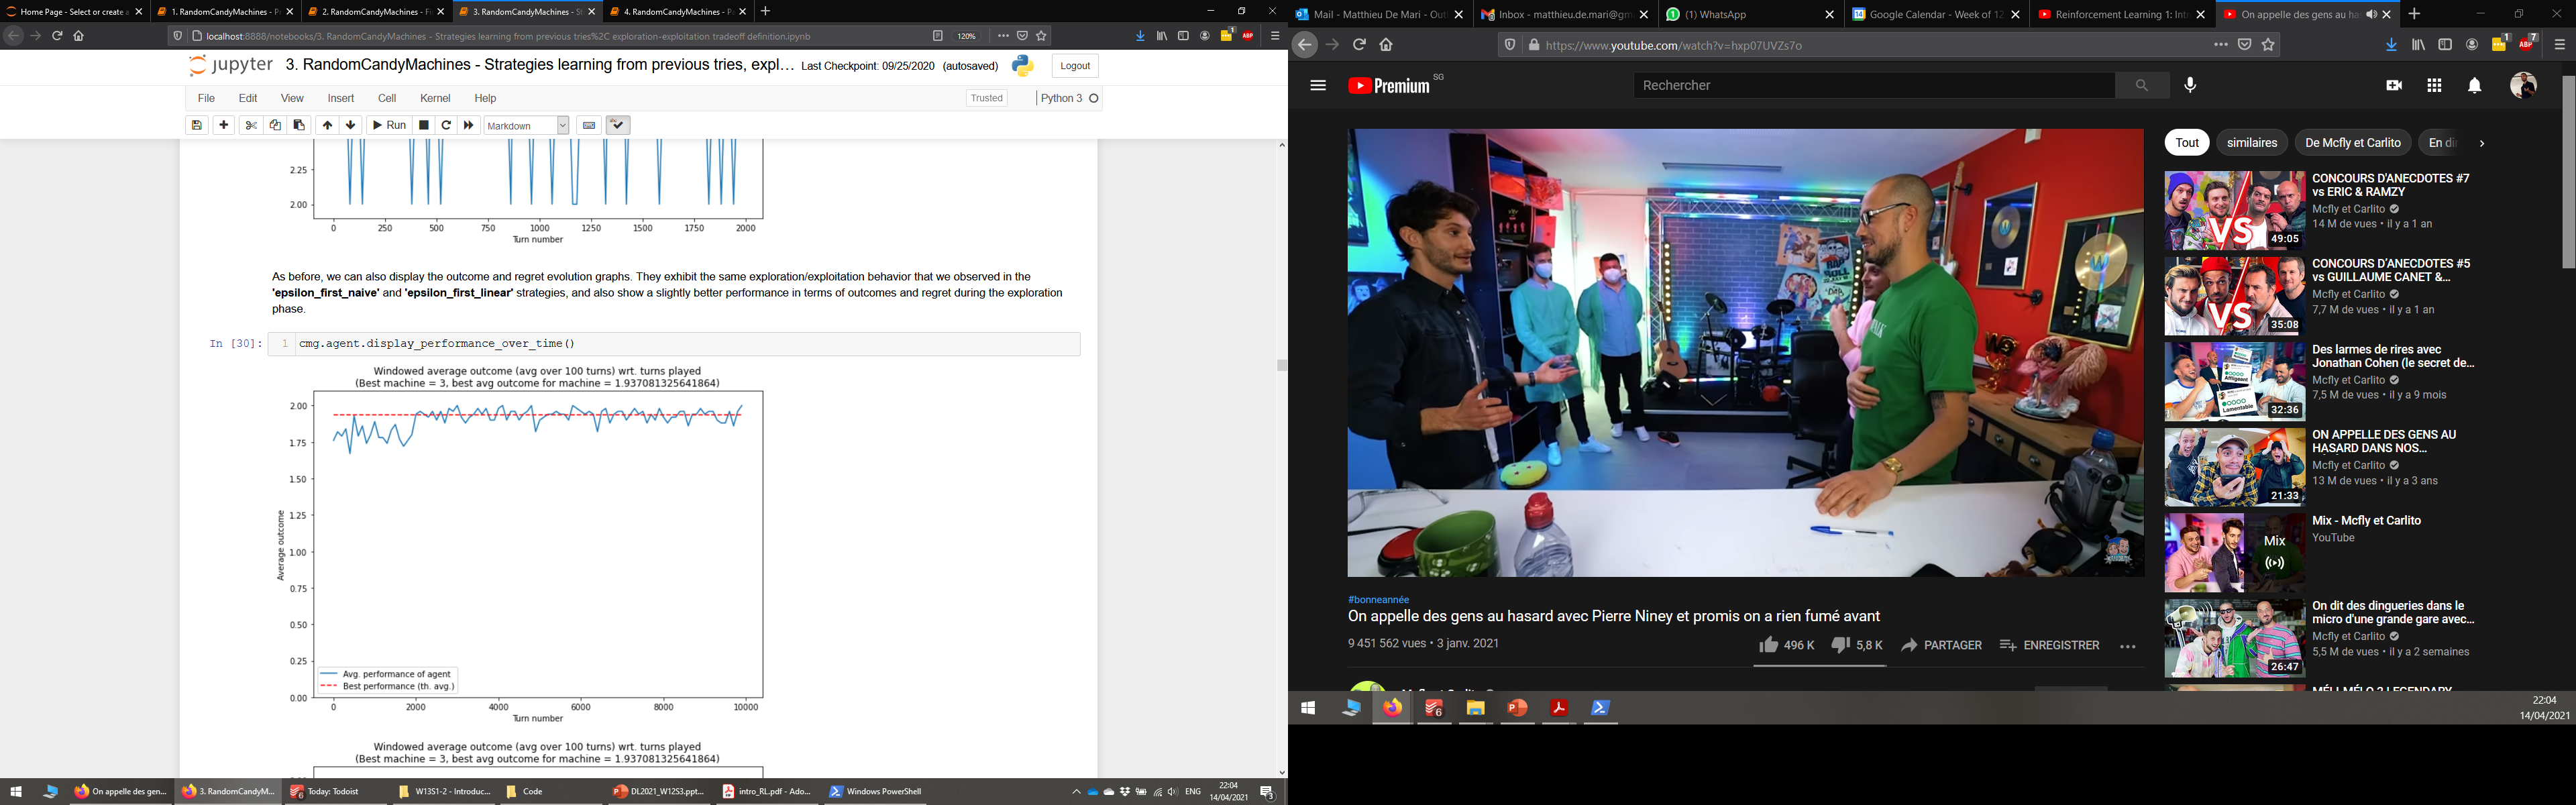 Home Page - Select or create a
1. RandomCandyMachines - P
2. RandomCandyMachines - Fi
3. RandomCandyMachines - St
4. RandomCandyMachines - Pa
localhost:8888/notebooks/3. RandomCandyMachines - Strategies learning from previous tries%2C exploration-exploitation tradeoff definition.ipynb
120%
jupyter 3. RandomCandyMachines - Strategies learning from previous tries, expl… Last Checkpoint: 09/25/2020 (autosaved)
Logout
File Edit View Insert Cell Kernel Help
Trusted
Python 3
Run
Markdown
2.25
2.00
0 250 500 750 1000 1250 1500 1750 2000
Turn number
As before, we can also display the outcome and regret evolution graphs. They exhibit the same exploration/exploitation behavior that we observed in the
'epsilon_first_naive' and 'epsilon_first_linear' strategies, and also show a slightly better performance in terms of outcomes and regret during the exploration
phase.
In [30]:
1 cmg.agent.display_performance_over_time()
Windowed average outcome (avg over 100 turns) wrt. turns played
(Best machine = 3, best avg outcome for machine = 1.937081325641864)
2.00
1.75
1.50
1.25
1.00
0.75
0.50
0.25
0.00
Average outcome
Avg. performance of agent
Best performance (th. avg.)
0 2000 4000 6000 8000 10000
Turn number
Windowed average outcome (avg over 100 turns) wrt. turns played
(Best machine = 3, best avg outcome for machine = 1.937081325641864)
On appelle des gen...
3. RandomCandyM...
Today: Todoist
W13S1-2 - Introduc...
Code
DL2021_W12S3.ppt...
intro_RL.pdf - Ado...
Windows PowerShell
ENG
22:04
14/04/2021
Mail - Matthieu De Mari - Out
Inbox - matthieu.de.mari@gm
(1) WhatsApp
Google Calendar - Week of 12
Reinforcement Learning 1: Int
On appelle des gens au ha
https://www.youtube.com/watch?v=hxp07UVZs7o
Premium SG
Rechercher
#bonneannée
On appelle des gens au hasard avec Pierre Niney et promis on a rien fumé avant
9 451 562 vues • 3 janv. 2021
496 K
5,8 K
PARTAGER
ENREGISTRER
Tout
similaires
De Mcfly et Carlito
En di
VS
49:05
CONCOURS D'ANECDOTES #7
vs ERIC & RAMZY
Mcfly et Carlito
14 M de vues • il y a 1 an
VS
35:08
CONCOURS D'ANECDOTES #5
vs GUILLAUME CANET &...
Mcfly et Carlito
7,7 M de vues • il y a 1 an
32:36
Des larmes de rires avec
Jonathan Cohen (le secret de...
Mcfly et Carlito
7,5 M de vues • il y a 9 mois
21:33
ON APPELLE DES GENS AU
HASARD DANS NOS...
Mcfly et Carlito
13 M de vues • il y a 3 ans
Mix
Mix - Mcfly et Carlito
YouTube
26:47
On dit des dingueries dans le
micro d'une grande gare avec...
Mcfly et Carlito
5,5 M de vues • il y a 2 semaines
22:04
14/04/2021